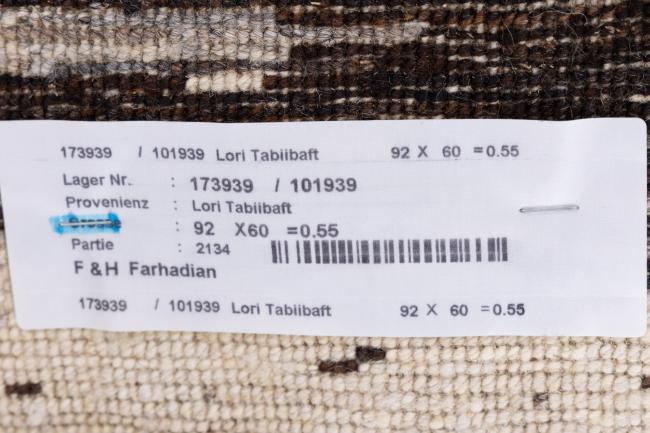 173939 / 101939 Lori Tabiibaft 92 X 60 =0.55
Lager Nr. : 173939 / 101939
Provenienz : Lori Tabiibaft
: 92 X60 =0.55
Partie : 2134
F & H Farhadian
173939 / 101939 Lori Tabiibaft 92 X 60 =0.55